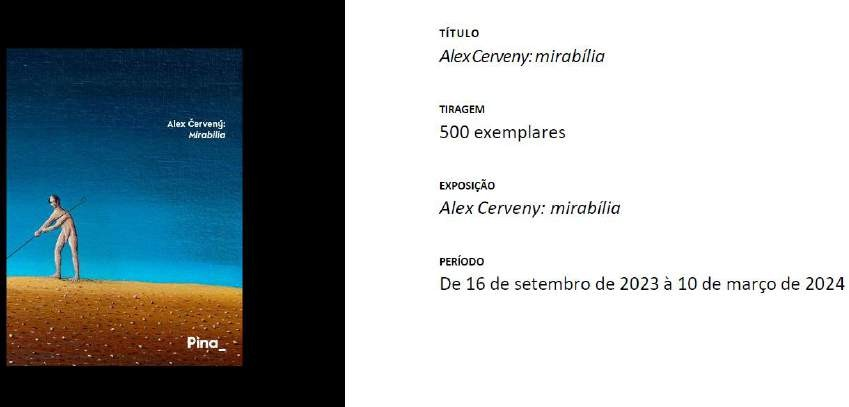 Alex Červený:
Mirabilia
Pina_
TÍTULO
Alex Cerveny: mirabília
TIRAGEM
500 exemplares
EXPOSIÇÃO
Alex Cerveny: mirabília
PERÍODO
De 16 de setembro de 2023 à 10 de março de 2024